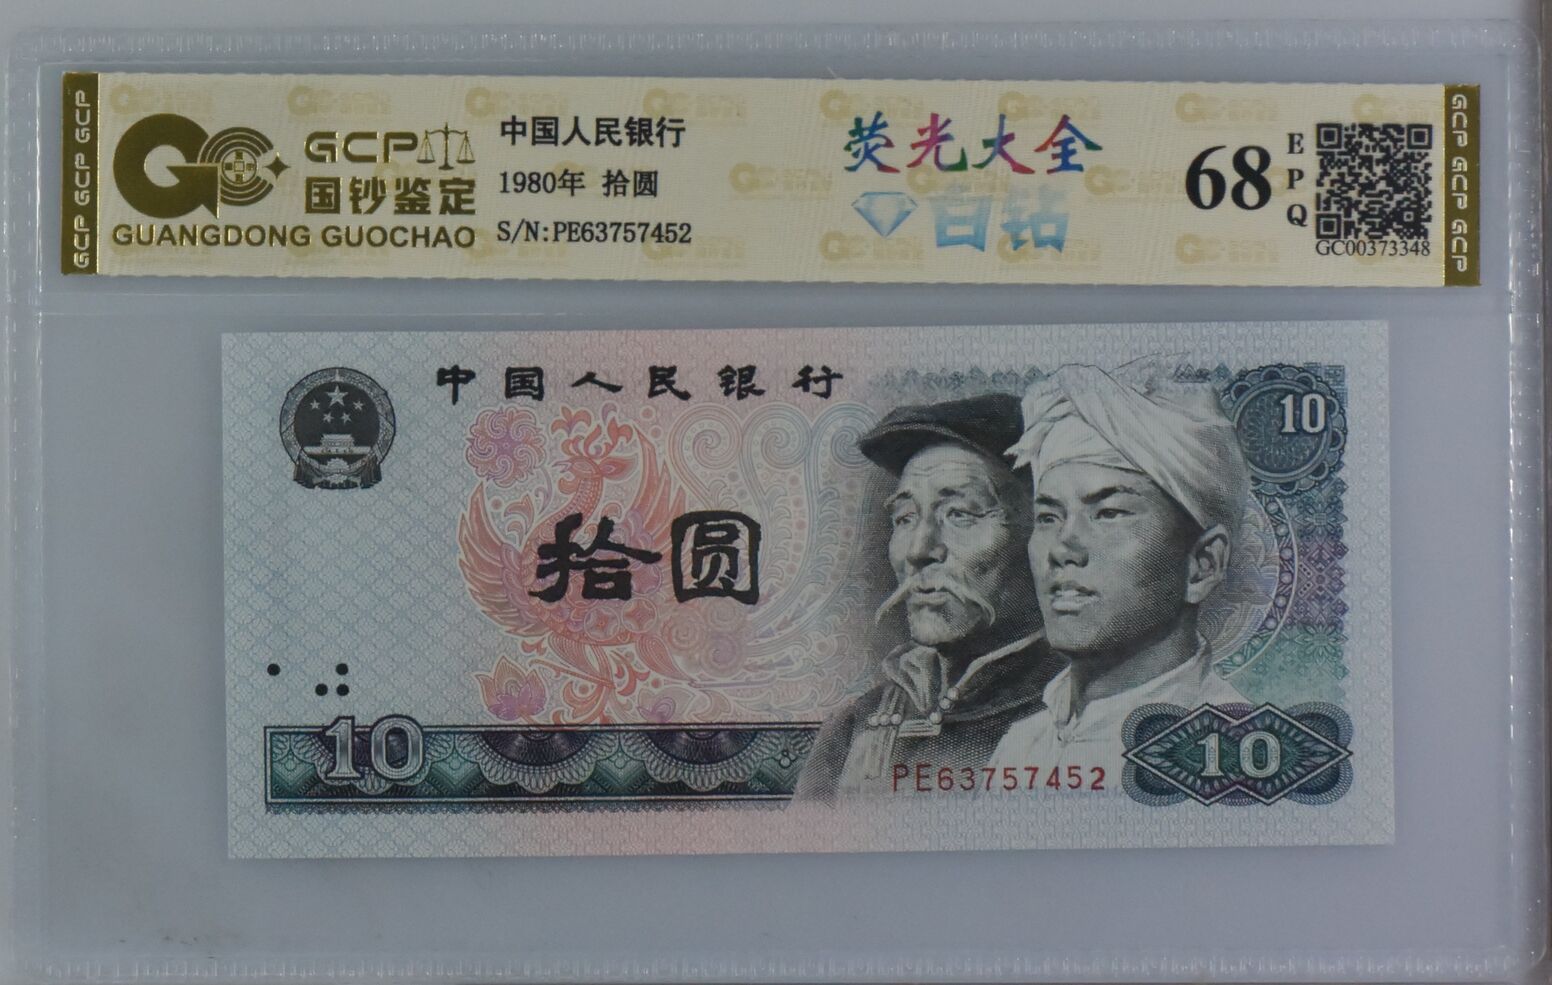 GCP GCP GCP
GCP
国钞鉴定
GUANGDONG GUOCHAO
中国人民银行
1980年 拾圆
S/N:PE63757452
荧光大全
白钻
68
EPQ
GC00373348
GCP GCP GCP
中国人民银行
10
拾圆
10
PE63757452
10